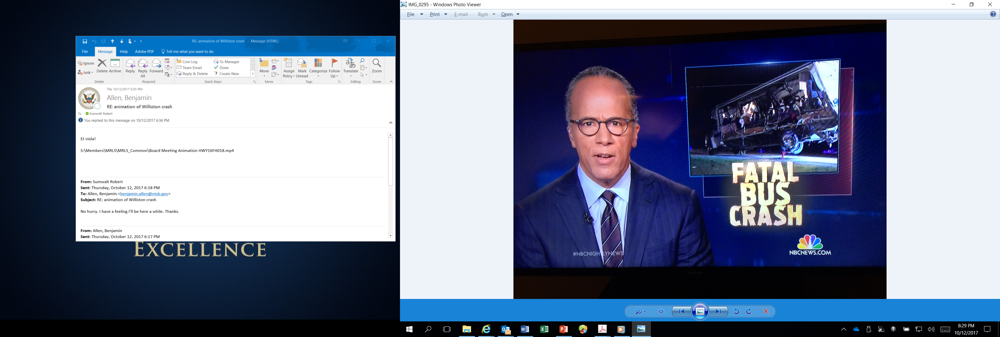 RE: animation of Williston crash - Message (HTML)
File Message Help Adobe PDF Tell me what you want to do
Ignore
Junk
Delete Archive
Reply Reply All Forward
Coin Log To Manager
Team Email Done
Reply & Delete Create New
Move
Assign Policy Mark Unread Categorize Follow Up
Translate
Zoom
Delete Respond Quick Steps Move Tags Editing Zoom
Thu 10/12/2017 6:35 PM
Allen, Benjamin
RE: animation of Williston crash
To Sumwalt Robert
You replied to this message on 10/12/2017 6:36 PM.
Et viola!
S:\Members\MRLS\MRLS_Common\Board Meeting Animation HWY16FH018.mp4
From: Sumwalt Robert
Sent: Thursday, October 12, 2017 6:18 PM
To: Allen, Benjamin <benjamin.allen@ntsb.gov>
Subject: RE: animation of Williston crash
No hurry. I have a feeling I'll be here a while. Thanks.
From: Allen, Benjamin
Sent: Thursday, October 12, 2017 6:17 PM
EXCELLENCE
IMG_0295 - Windows Photo Viewer
File Print E-mail Burn Open
FATAL
BUS
CRASH
#NBCNIGHTLYNEWS
NBCNEWS.COM
8:29 PM
10/12/2017